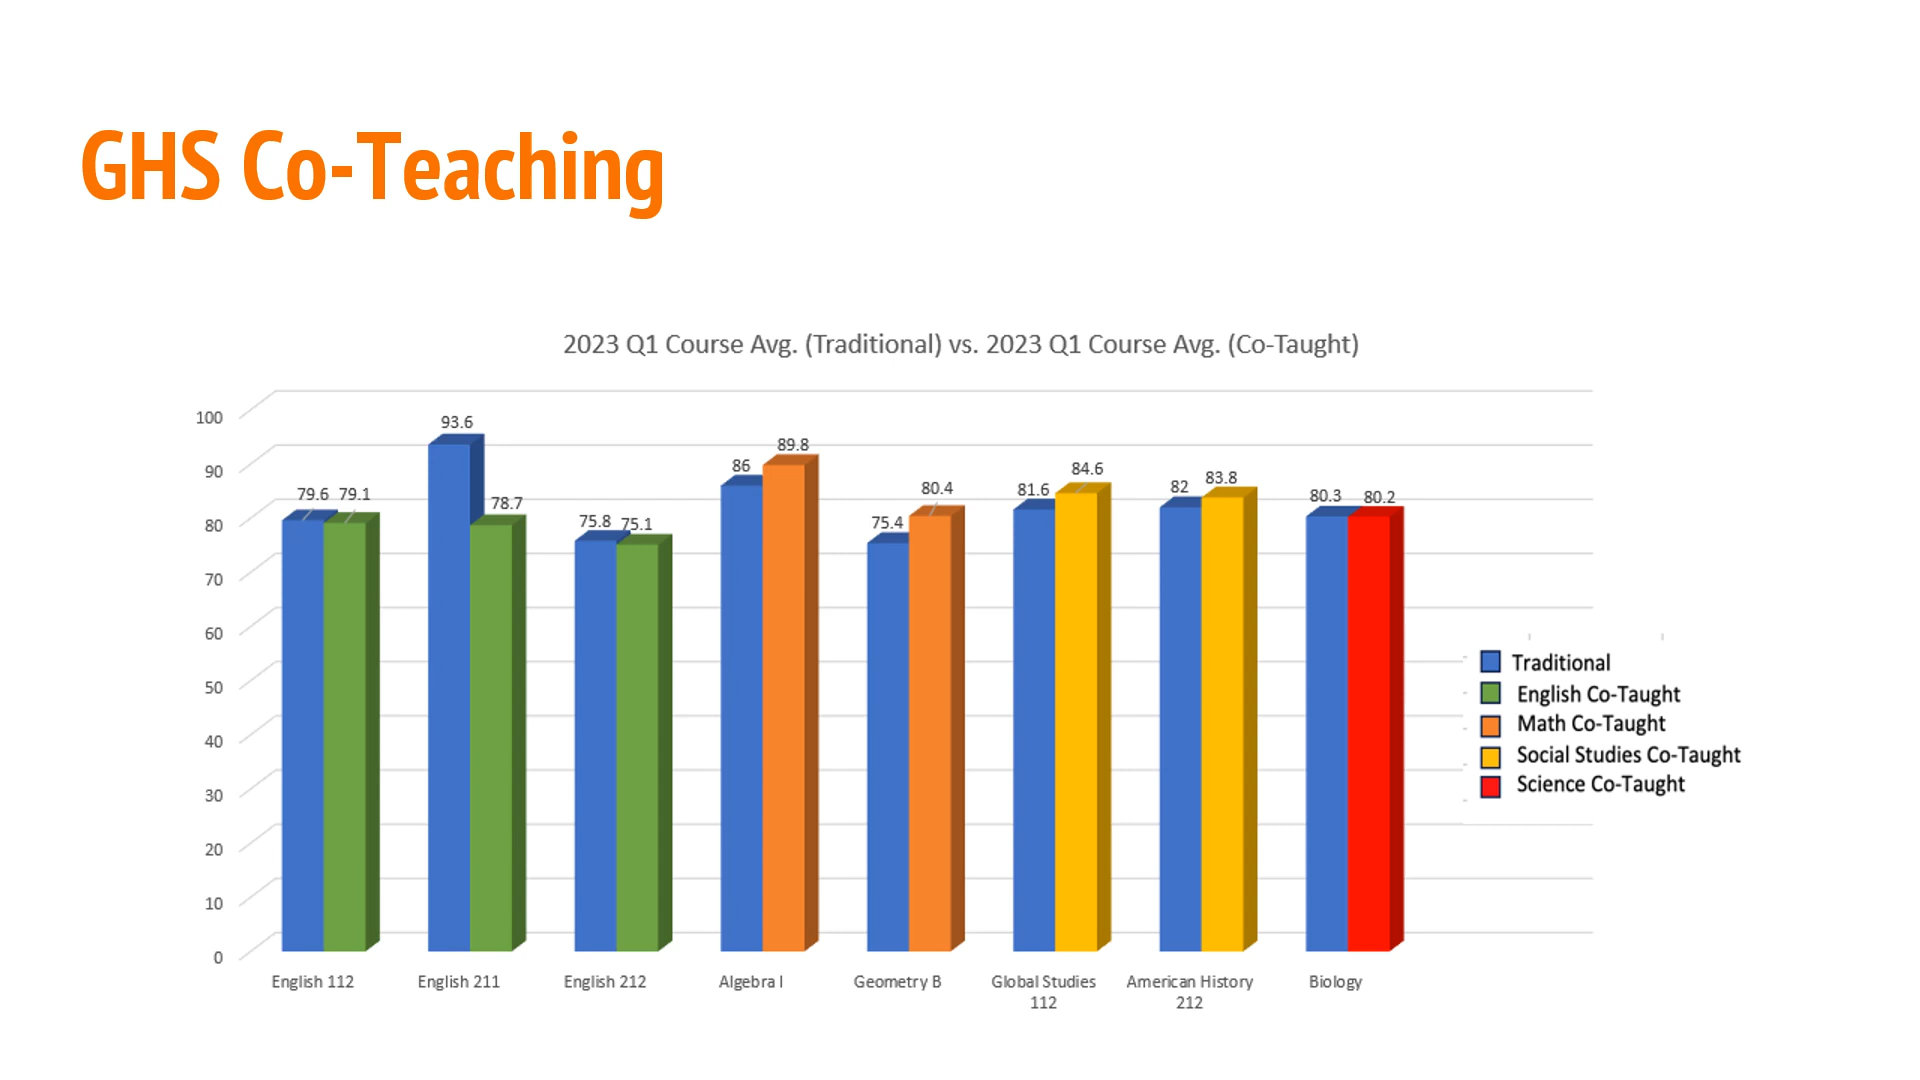 GHS Co-Teaching
2023 Q1 Course Avg. (Traditional) vs. 2023 Q1 Course Avg. (Co-Taught)
100
90
80
70
60
50
40
30
20
10
0
79.6 79.1
93.6
78.7
75.8 75.1
86
89.8
75.4
80.4
81.6
84.6
82
83.8
80.3 80.2
English 112
English 211
English 212
Algebra I
Geometry B
Global Studies
112
American History
212
Biology
Traditional
English Co-Taught
Math Co-Taught
Social Studies Co-Taught
Science Co-Taught